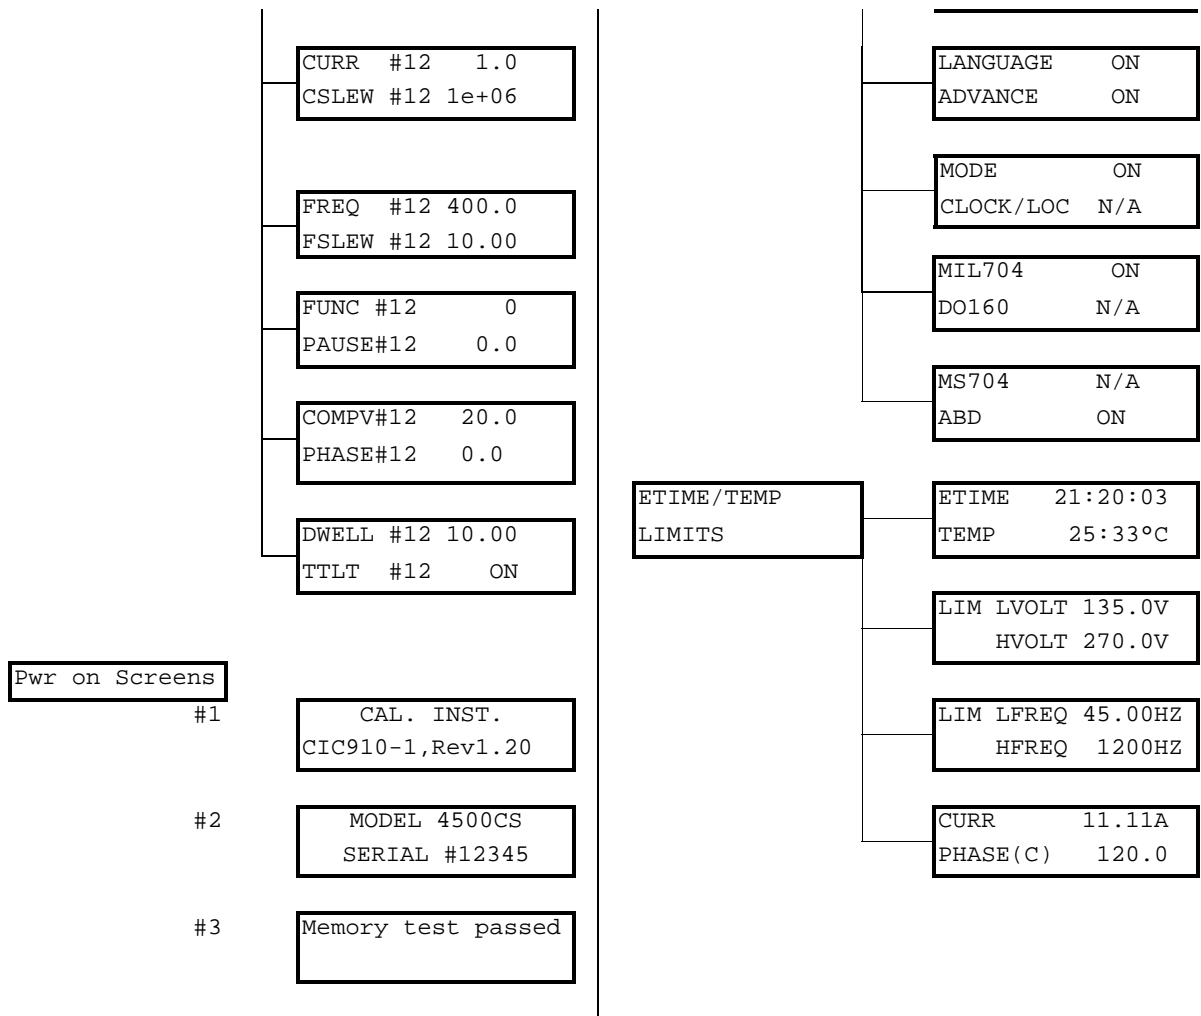 CURR #12 1.0
CSLEW #12 1e+06
FREQ #12 400.0
FSLEW #12 10.00
FUNC #12 0
PAUSE#12 0.0
COMPV#12 20.0
PHASE#12 0.0
DWELL #12 10.00
TTLT #12 ON
Pwr on Screens
#1
CAL. INST.
CIC910-1,Rev1.20
#2
MODEL 4500CS
SERIAL #12345
#3
Memory test passed
LANGUAGE ON
ADVANCE ON
MODE ON
CLOCK/LOC N/A
MIL704 ON
DO160 N/A
MS704 N/A
ABD ON
ETIME/TEMP
LIMITS
ETIME 21:20:03
TEMP 25:33°C
LIM LVOLT 135.0V
HVOLT 270.0V
LIM LFREQ 45.00HZ
HFREQ 1200HZ
CURR 11.11A
PHASE(C) 120.0